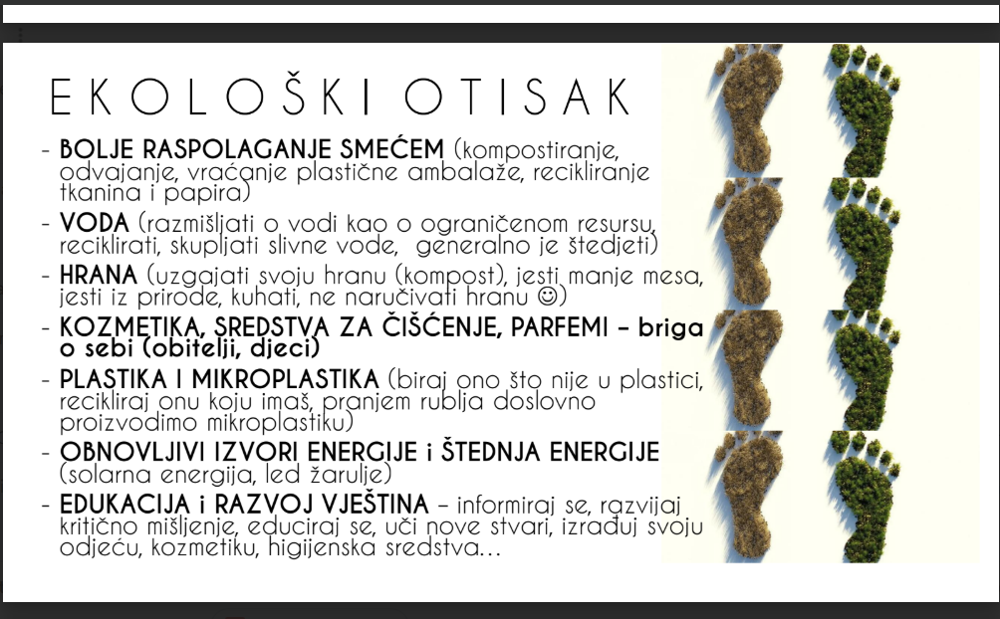 EKOLOŠKI OTISAK
- BOLJE RASPOLAGANJE SMEĆEM (kompostiranje,
odvajanje, vraćanje plastične ambalaže, recikliranje
tkanina i papira)
- VODA (razmišljati o vodi kao o ograničenom resursu,
reciklirati, skupljati slivne vode, generalno je štedjeti)
- HRANA (uzgajati svoju hranu (kompost), jesti manje mesa,
jesti iz prirode, kuhati, ne naručivati hranu ☺)
- KOZMETIKA, SREDSTVA ZA ČIŠĆENJE, PARFEMI – briga
o sebi (obitelji, djeci)
- PLASTIKA I MIKROPLASTIKA (biraj ono što nije u plastici,
recikliraj onu koju imaš, pranjem rublja doslovno
proizvodimo mikroplastiku)
- OBNOVLJIVI IZVORI ENERGIJE i ŠTEDNJA ENERGIJE
(solarna energija, led žarulje)
- EDUKACIJA i RAZVOJ VJEŠTINA – informiraj se, razvijaj
kritično mišljenje, educiraj se, uči nove stvari, izrađuj svoju
odjeću, kozmetiku, higijenska sredstva…